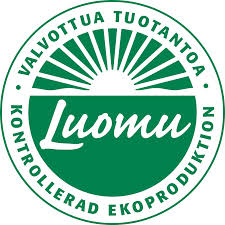 VALVOTTUA TUOTANTOA
Luomu
KONTROLLERAD EKOPRODUKTION